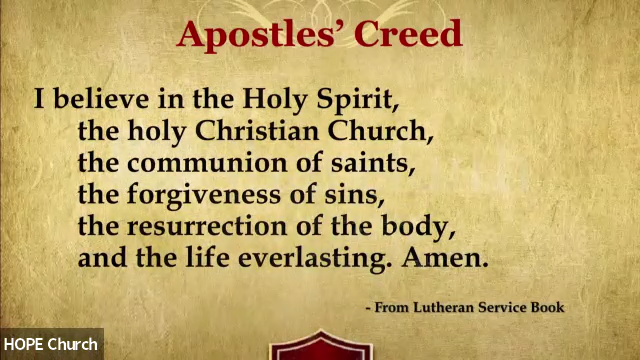 Apostles’ Creed
I believe in the Holy Spirit,
the holy Christian Church,
the communion of saints,
the forgiveness of sins,
the resurrection of the body,
and the life everlasting. Amen.
- From Lutheran Service Book
HOPE Church